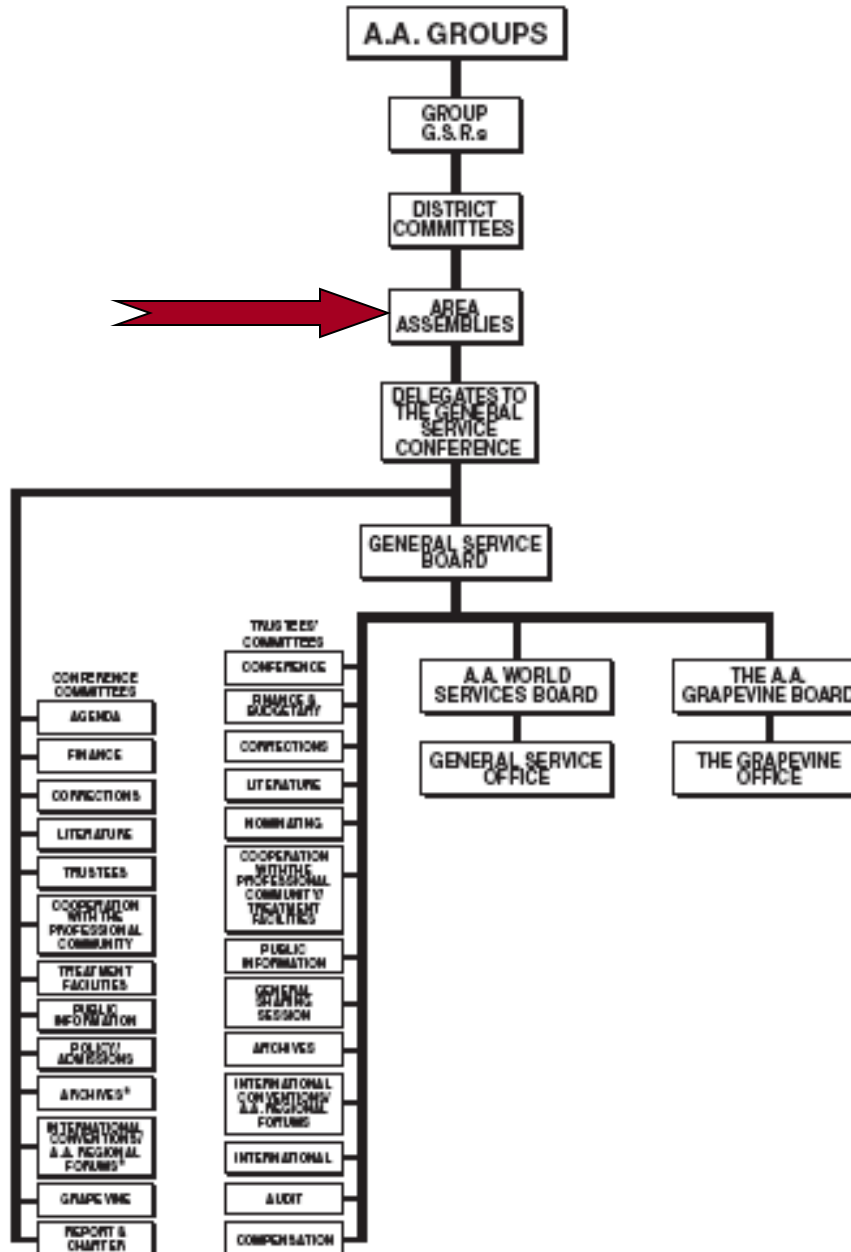 A.A. GROUPS
GROUP
G.S.R.s
DISTRICT
COMMITTEES
AREA
ASSEMBLIES
DELEGATES TO
THE GENERAL
SERVICE
CONFERENCE
GENERAL SERVICE
BOARD
CONFERENCE
COMMITTEES
AGENDA
FINANCE
CORRECTIONS
LITERATURE
TRUSTEES
COOPERATION
WITH THE
PROFESSIONAL
COMMUNITY
TREATMENT
FACILITIES
PUBLIC
INFORMATION
POLICY/
ADMISSIONS
ARCHIVES*
INTERNATIONAL
CONVENTIONS/
A.A. REGIONAL
FORUMS*
GRAPEVINE
REPORT &
CHARTER
TRUSTEES'
COMMITTEES
CONFERENCE
FINANCE &
BUDGETARY
CORRECTIONS
LITERATURE
NOMINATING
COOPERATION
WITH THE
PROFESSIONAL
COMMUNITY/
TREATMENT
FACILITIES
PUBLIC
INFORMATION
GENERAL
SHARING
SESSION
ARCHIVES
INTERNATIONAL
CONVENTIONS/
A.A. REGIONAL
FORUMS
INTERNATIONAL
AUDIT
COMPENSATION
A.A. WORLD
SERVICES BOARD
GENERAL SERVICE
OFFICE
THE A.A.
GRAPEVINE BOARD
THE GRAPEVINE
OFFICE